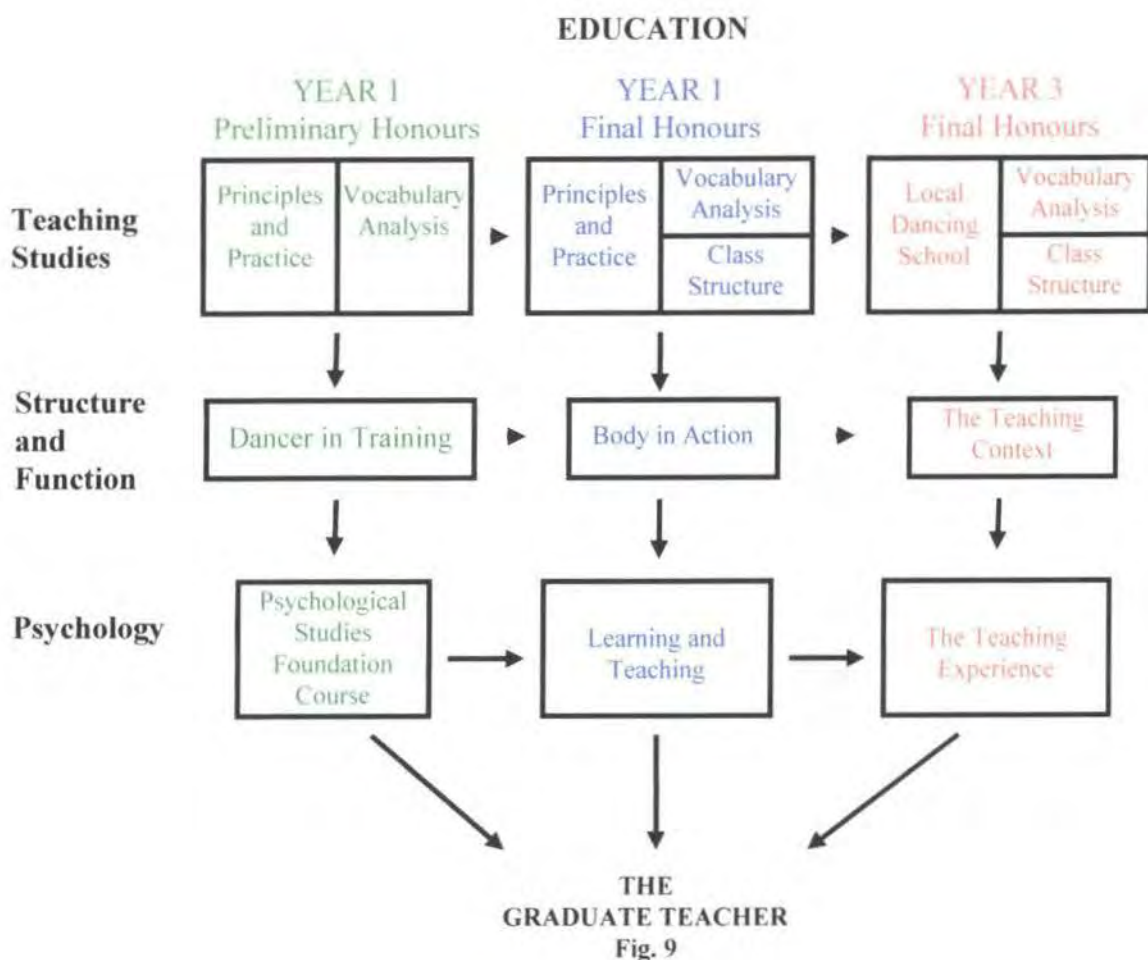 EDUCATION
YEAR 1
Preliminary Honours
YEAR 1
Final Honours
YEAR 3
Final Honours
Teaching
Studies
Principles
and
Practice
Vocabulary
Analysis
Principles
and
Practice
Vocabulary
Analysis
Class
Structure
Local
Dancing
School
Vocabulary
Analysis
Class
Structure
Structure
and
Function
Dancer in Training
Body in Action
The Teaching
Context
Psychology
Psychological
Studies
Foundation
Course
Learning and
Teaching
The Teaching
Experience
THE
GRADUATE TEACHER
Fig. 9